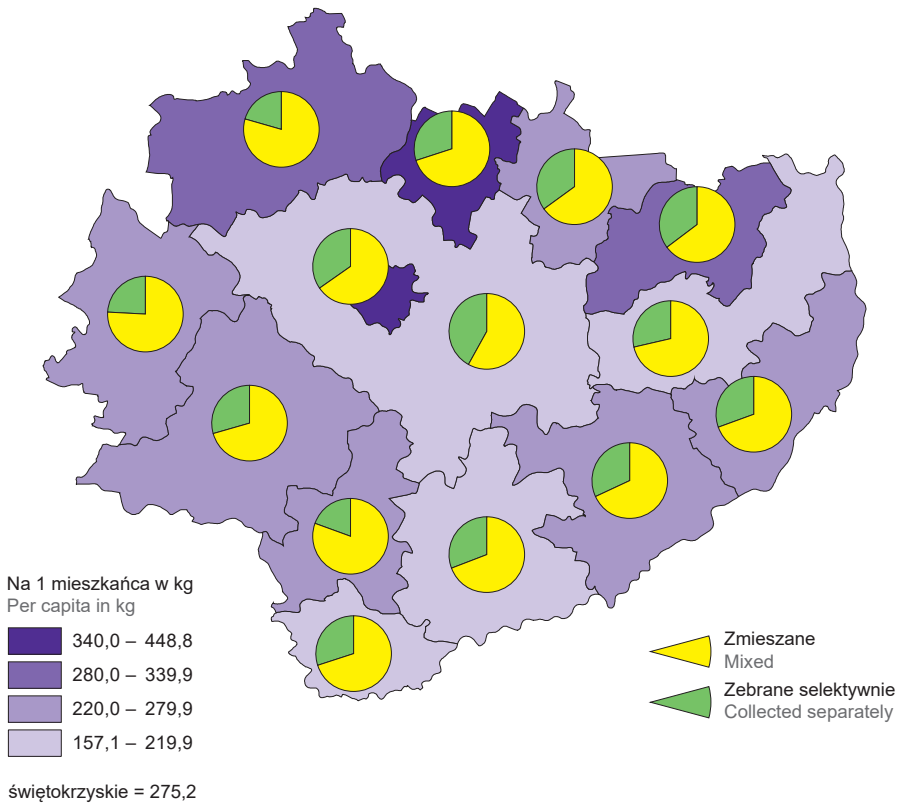 Na 1 mieszkańca w kg
Per capita in kg
340,0 – 448,8
280,0 – 339,9
220,0 – 279,9
157,1 – 219,9
świętokrzyskie = 275,2
Zmieszane
Mixed
Zebrane selektywnie
Collected separately